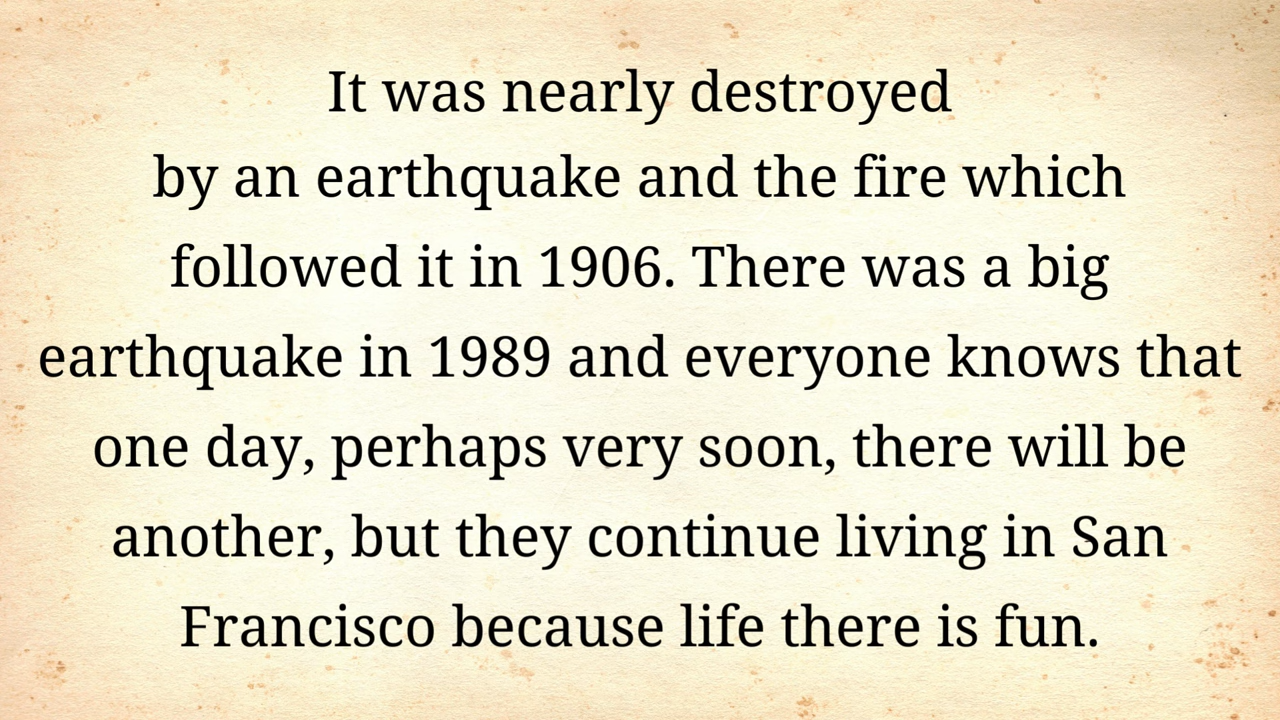 It was nearly destroyed
by an earthquake and the fire which
followed it in 1906. There was a big
earthquake in 1989 and everyone knows that
one day, perhaps very soon, there will be
another, but they continue living in San
Francisco because life there is fun.